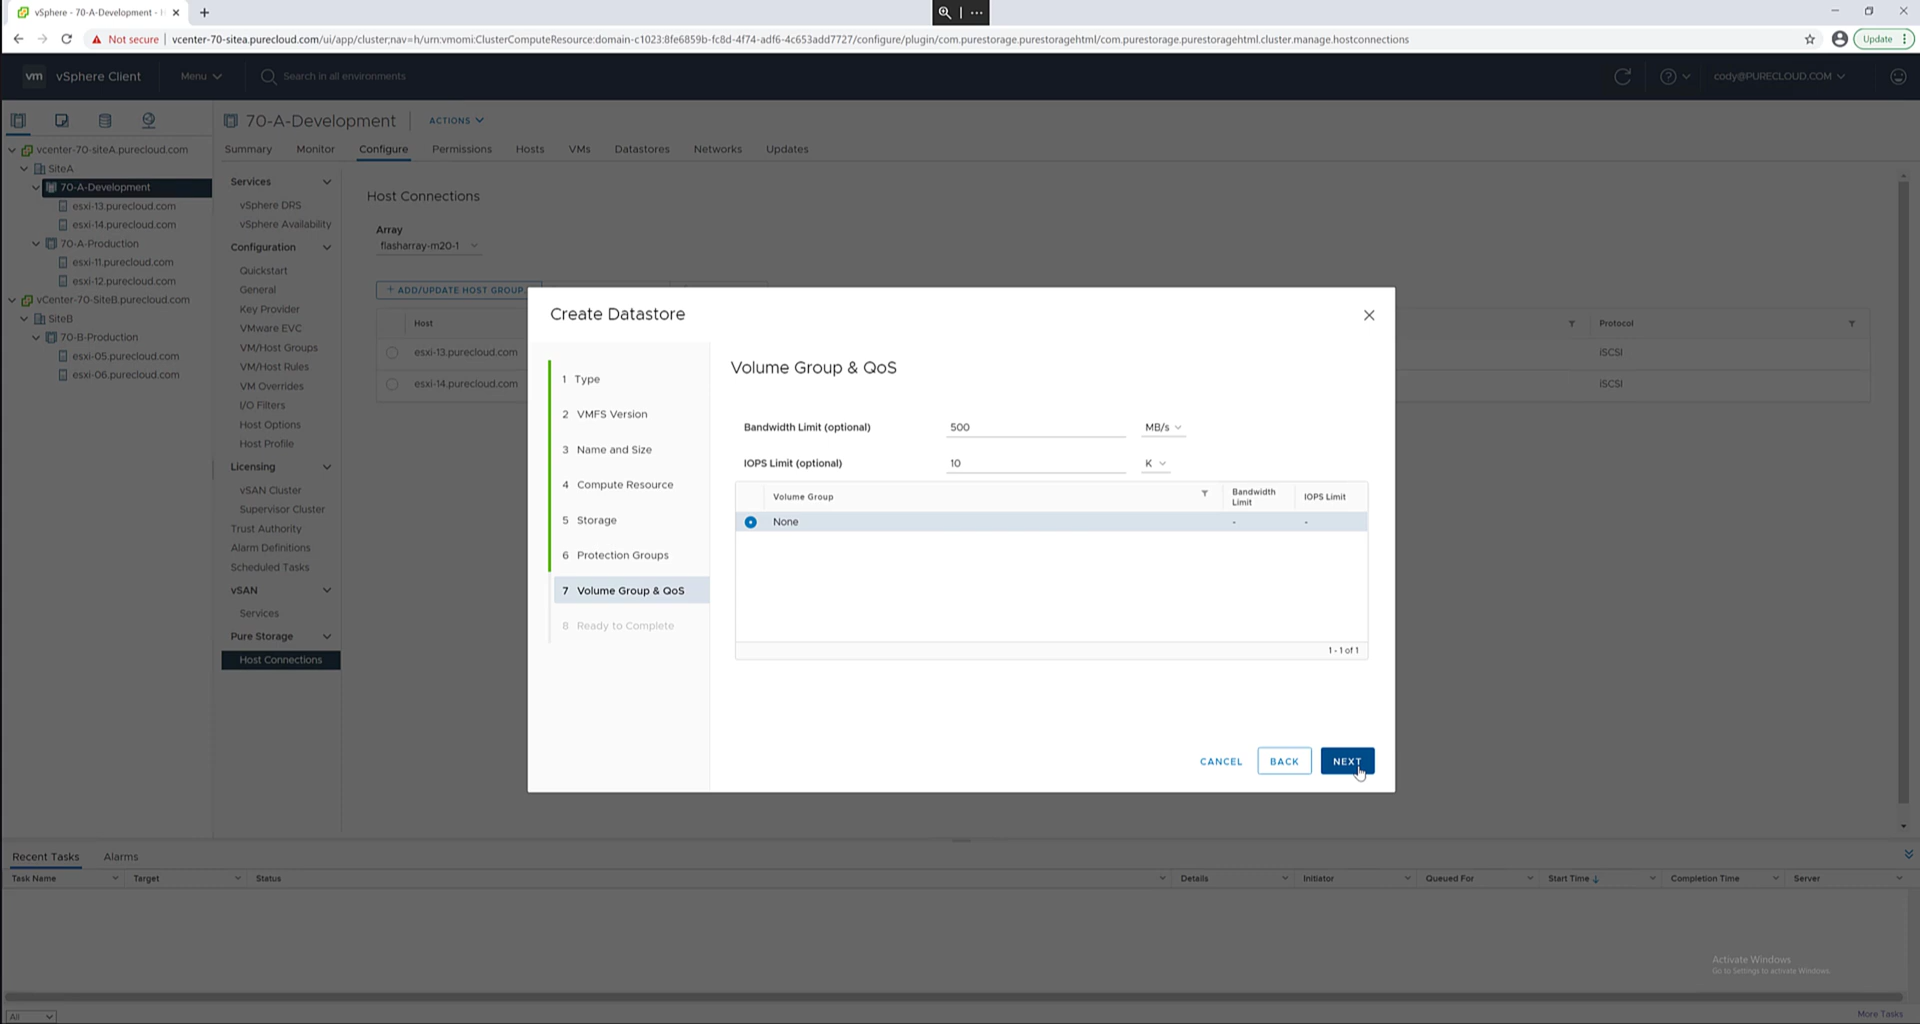 vSphere - 70-A-Development - 
Not secure | vcenter-70-sitea.purecloud.com/ui/app/cluster;nav=h/urn:vmomi:ClusterComputeResource:domain-c1023:8fe6859b-fc8d-4f74-adf6-4c653add7727/configure/plugin/com.purestorage.purestoragehtml/com.purestorage.purestoragehtml.cluster.manage.hostconnections
Update
vm vSphere Client Menu Search in all environments cody@PURECLOUD.COM
70-A-Development ACTIONS
Summary Monitor Configure Permissions Hosts VMs Datastores Networks Updates
vcenter-70-siteA.purecloud.com
SiteA
70-A-Development
esxi-13.purecloud.com
esxi-14.purecloud.com
70-A-Production
esxi-11.purecloud.com
esxi-12.purecloud.com
vCenter-70-SiteB.purecloud.com
SiteB
70-B-Production
esxi-05.purecloud.com
esxi-06.purecloud.com
Services
vSphere DRS
vSphere Availability
Configuration
Quickstart
General
Key Provider
VMware EVC
VM/Host Groups
VM/Host Rules
VM Overrides
I/O Filters
Host Options
Host Profile
Licensing
vSAN Cluster
Supervisor Cluster
Trust Authority
Alarm Definitions
Scheduled Tasks
vSAN
Services
Pure Storage
Host Connections
Host Connections
Array
flasharray-m20-1
+ ADD/UPDATE HOST GROUP
Host Protocol
esxi-13.purecloud.com iSCSI
esxi-14.purecloud.com iSCSI
Create Datastore
1 Type
2 VMFS Version
3 Name and Size
4 Compute Resource
5 Storage
6 Protection Groups
7 Volume Group & QoS
8 Ready to Complete
Volume Group & QoS
Bandwidth Limit (optional) 500 MB/s
IOPS Limit (optional) 10 K
Volume Group Bandwidth Limit IOPS Limit
None - -
1 - 1 of 1
CANCEL BACK NEXT
Recent Tasks Alarms
Task Name Target Status Details Initiator Queued For Start Time ↓ Completion Time Server
Activate Windows
Go to Settings to activate Windows.
All More Tasks